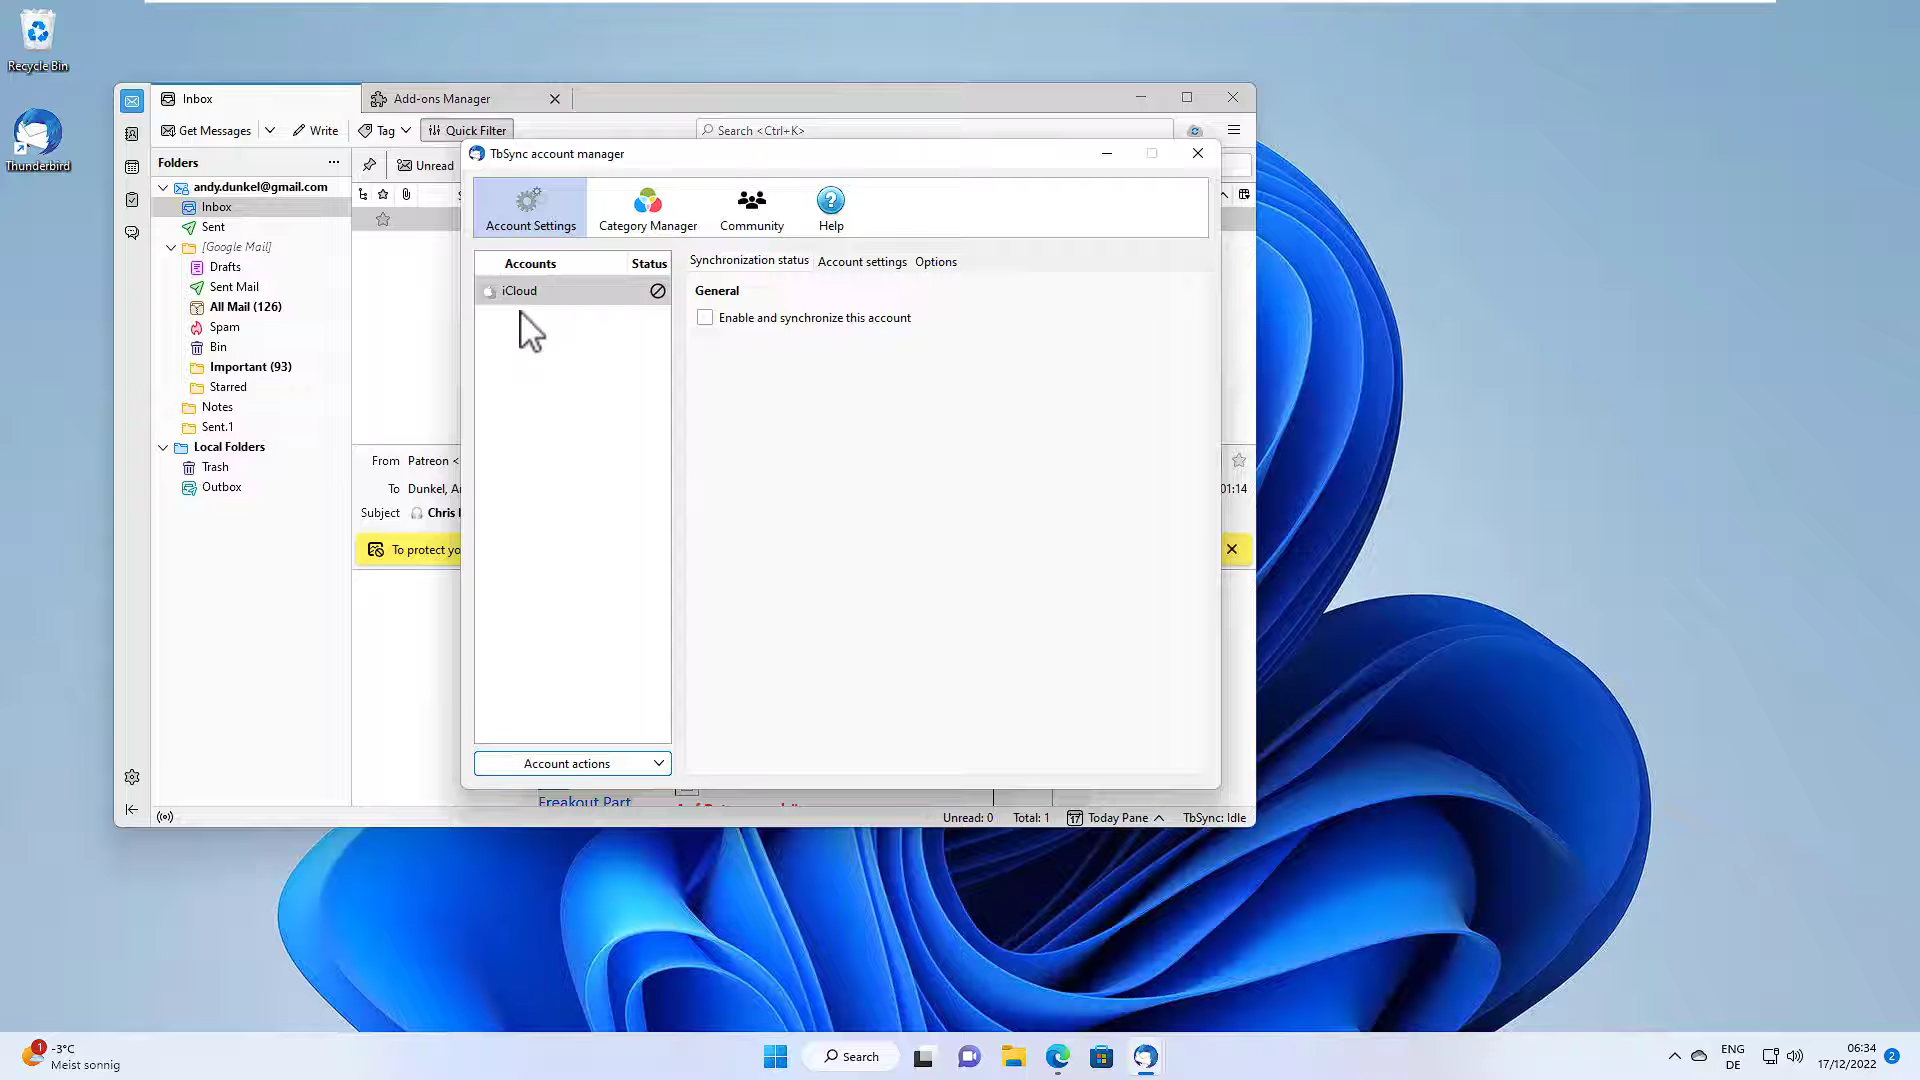 Recycle Bin
Thunderbird
Inbox
Add-ons Manager
Get Messages
Write
Tag
Quick Filter
Search <Ctrl+K>
Folders
Unread
andy.dunkel@gmail.com
Inbox
Sent
[Google Mail]
Drafts
Sent Mail
All Mail (126)
Spam
Bin
Important (93)
Starred
Notes
Sent.1
Local Folders
Trash
Outbox
From Patreon <
To Dunkel, A
01:14
Subject Chris
To protect yo
TbSync account manager
Account Settings
Category Manager
Community
Help
Accounts
Status
iCloud
Synchronization status
Account settings
Options
General
Enable and synchronize this account
Account actions
Freakout Part
Unread: 0
Total: 1
17
Today Pane
TbSync: Idle
1
-3°C
Meist sonnig
Search
ENG
DE
06:34
17/12/2022
2